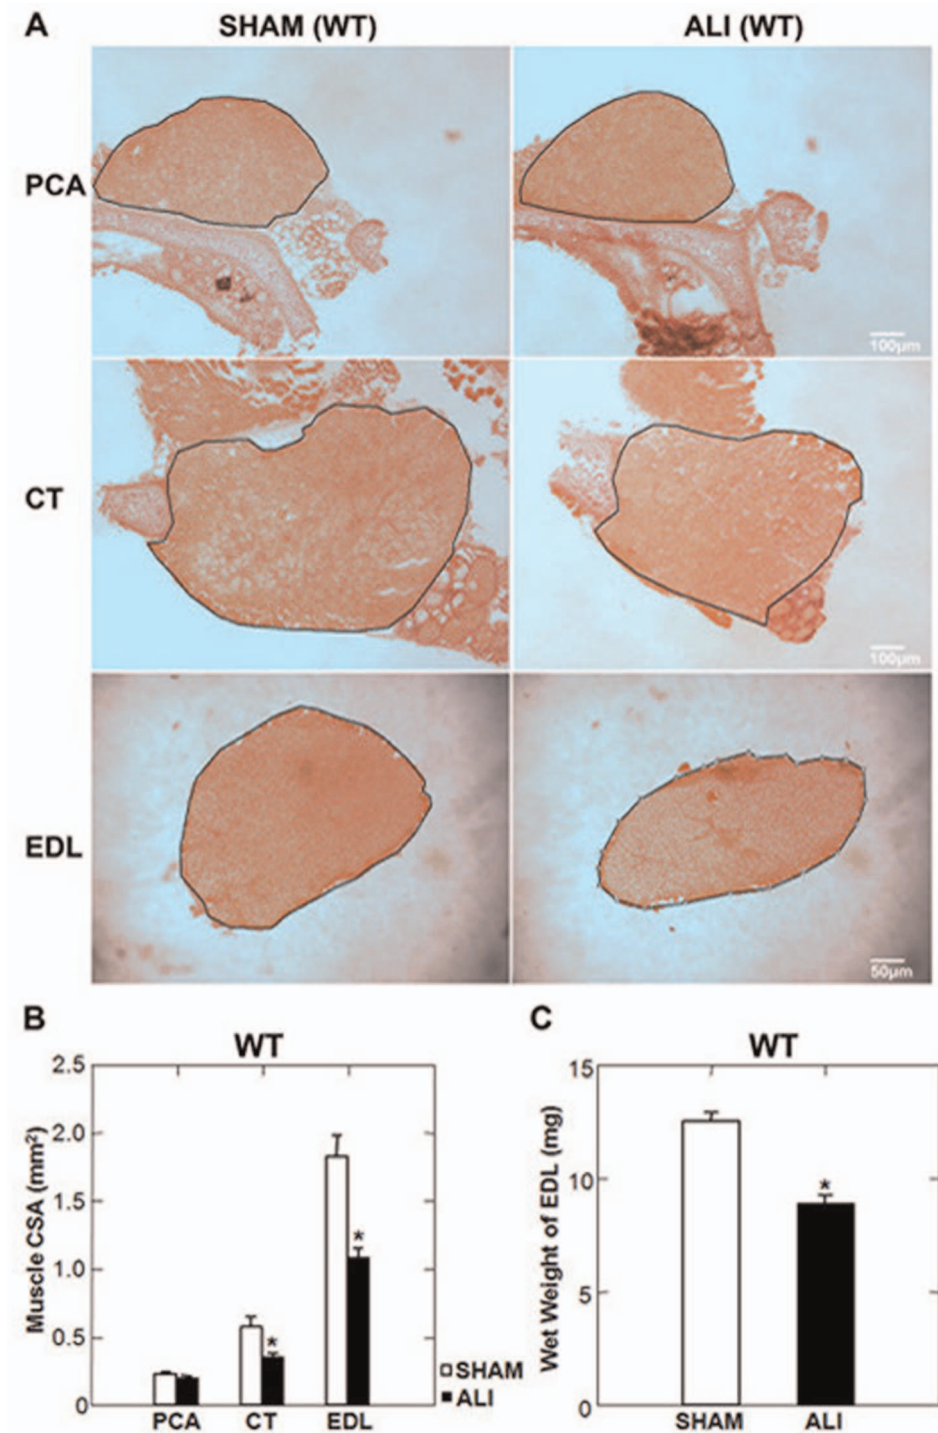 A
SHAM (WT)
ALI (WT)
PCA
100µm
CT
100µm
EDL
50µm
B
C
WT
WT
Muscle CSA (mm²)
2.5
2.0
1.5
1.0
0.5
0
*
*
PCA
CT
EDL
SHAM
ALI
Wet Weight of EDL (mg)
15
10
5
0
*
SHAM
ALI